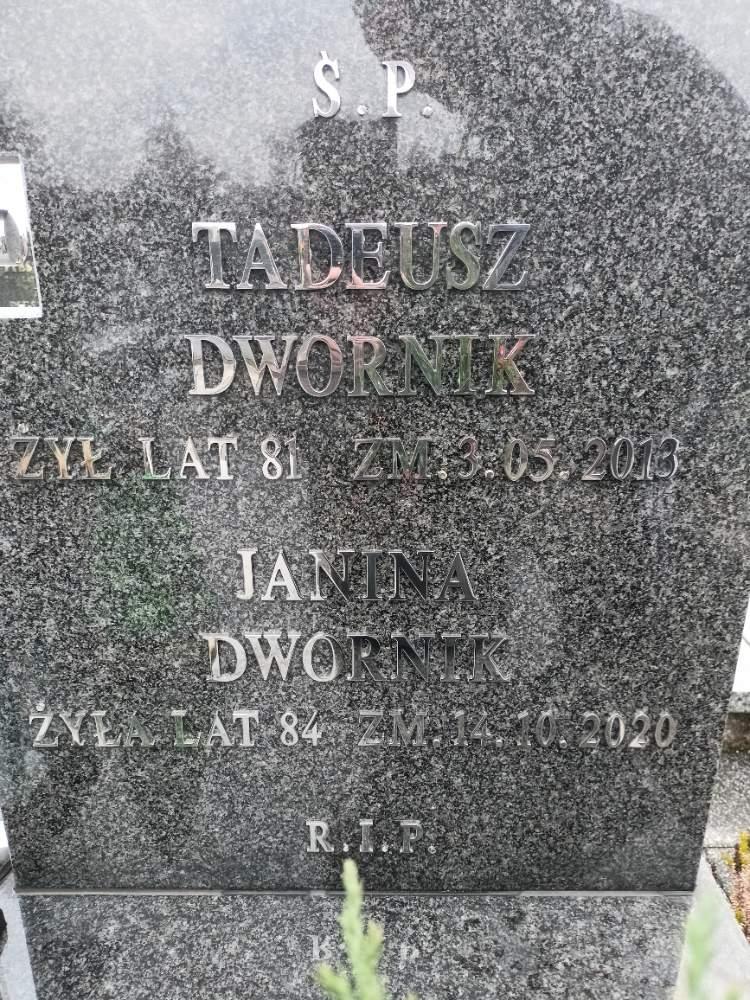 Ś.P.
TADEUSZ
DWORNIK
ŻYŁ LAT 81 ZM.3.05.2013
JANINA
DWORNIK
ŻYŁA LAT 84 ZM.14.10.2020
R.I.P.